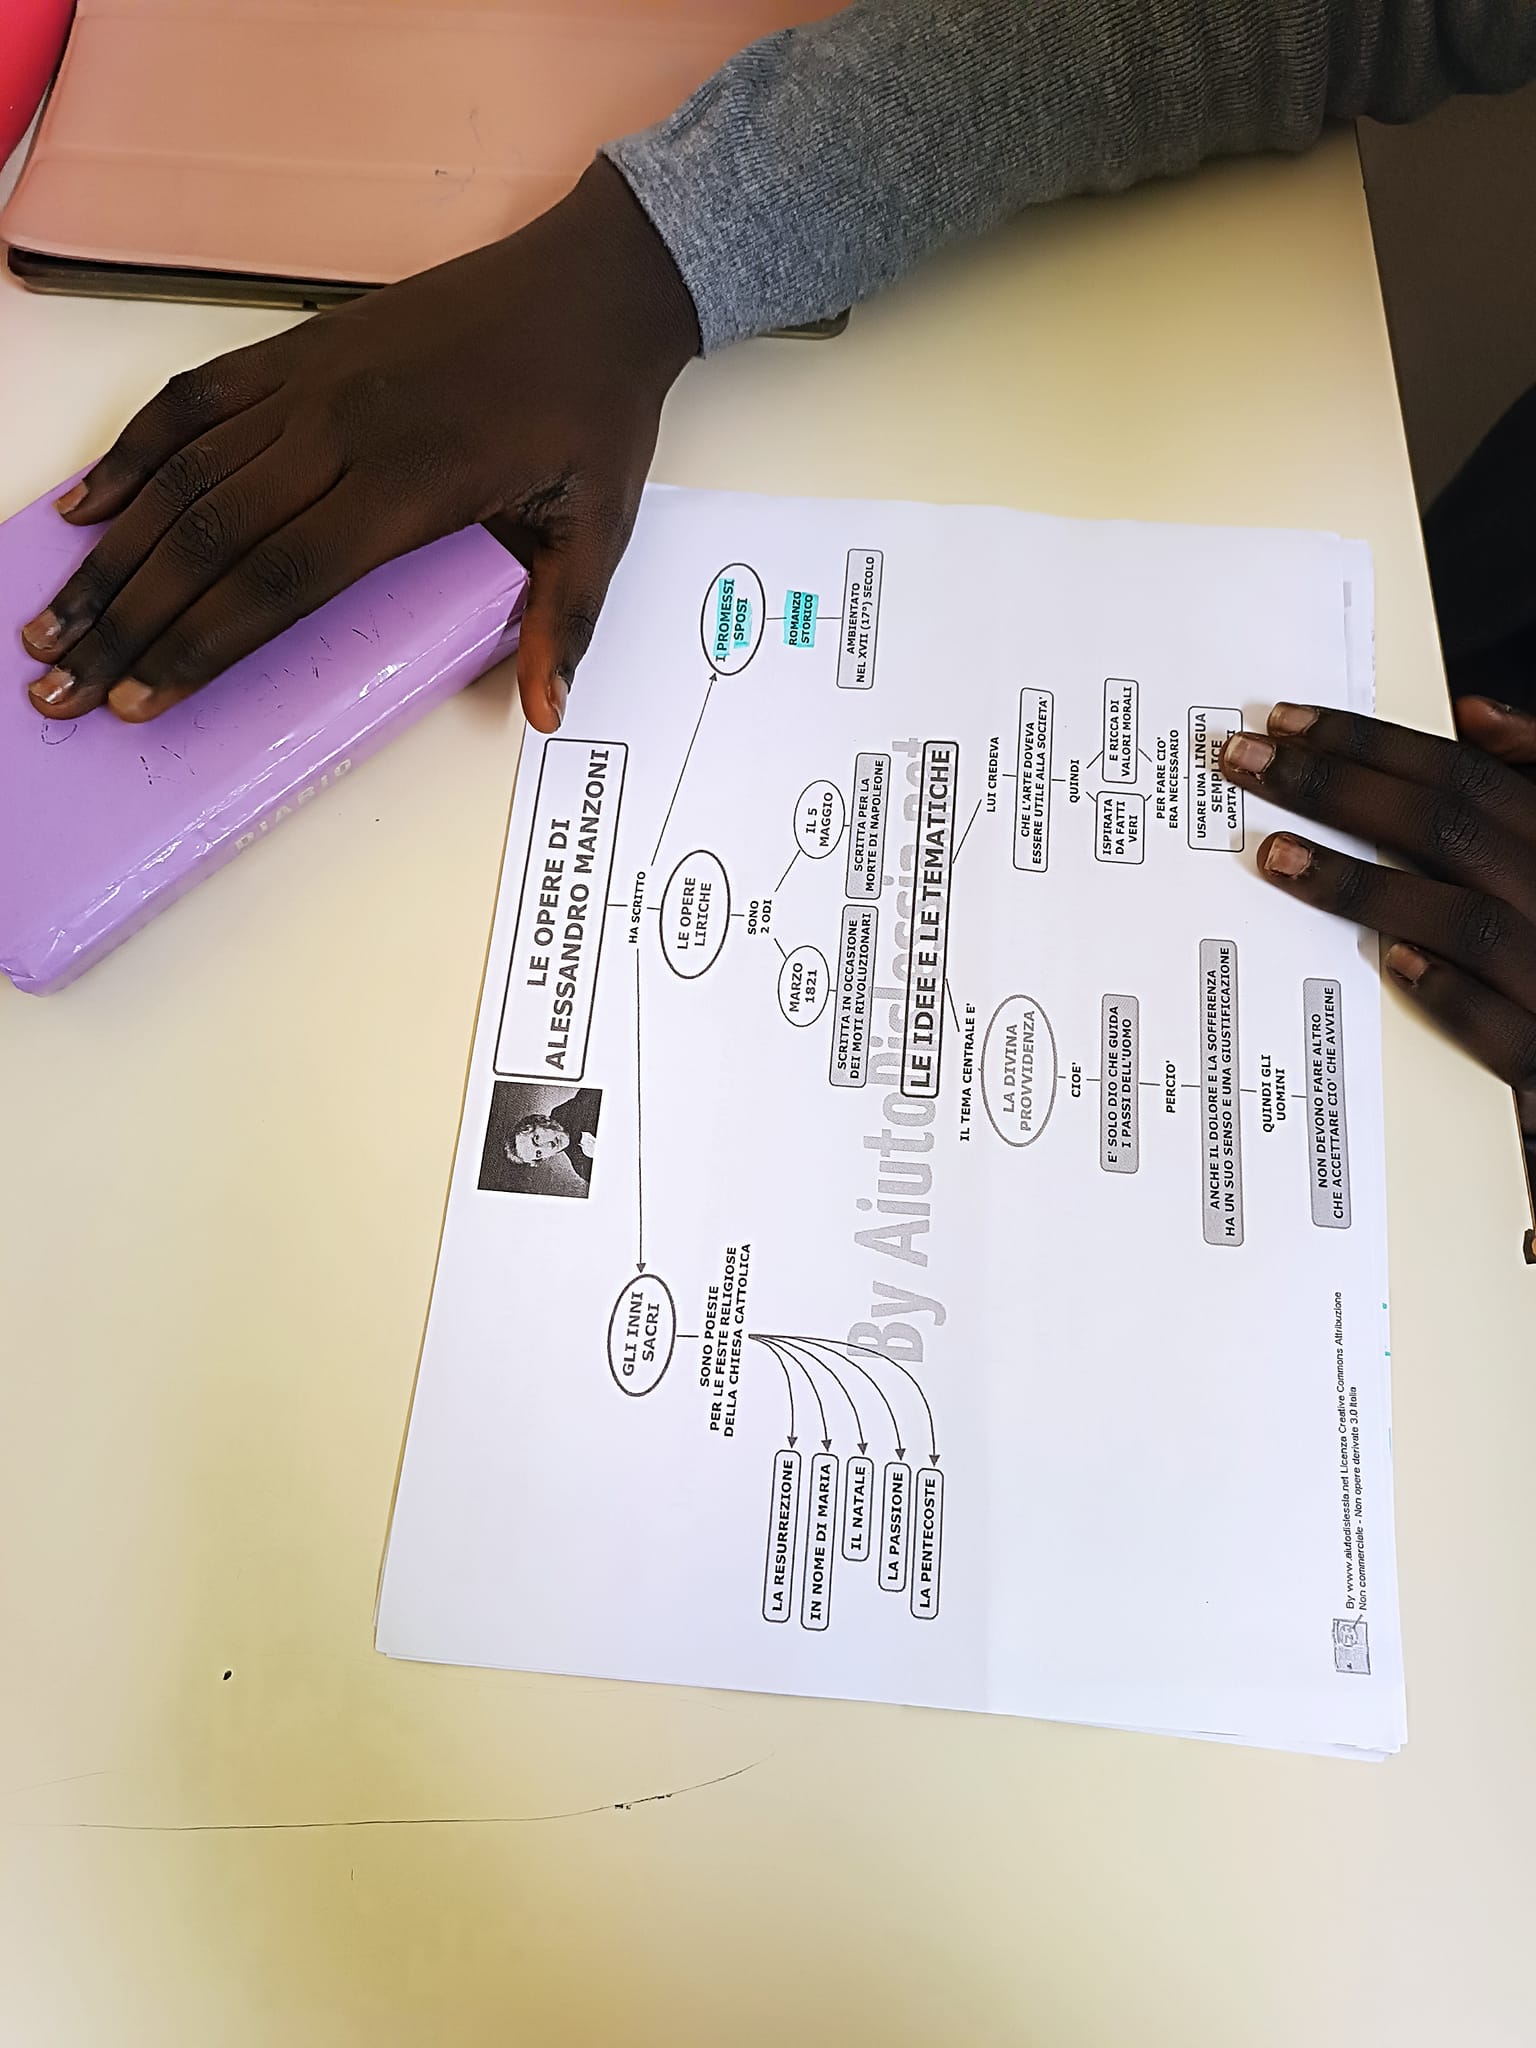 LE OPERE DI
ALESSANDRO MANZONI
HA SCRITTO
GLI INNI
SACRI
SONO POESIE
PER LE FESTE RELIGIOSE
DELLA CHIESA CATTOLICA
LA RESURREZIONE
IN NOME DI MARIA
IL NATALE
LA PASSIONE
LA PENTECOSTE
LE OPERE
LIRICHE
SONO
2 ODI
MARZO
1821
SCRITTA IN OCCASIONE
DEI MOTI RIVOLUZIONARI
IL 5
MAGGIO
SCRITTA PER LA
MORTE DI NAPOLEONE
I PROMESSI
SPOSI
ROMANZO
STORICO
AMBIENTATO
NEL XVII (17°) SECOLO
By AiutoDislessia.net
LE IDEE E LE TEMATICHE
IL TEMA CENTRALE E'
LA DIVINA
PROVVIDENZA
CIOE'
E' SOLO DIO CHE GUIDA
I PASSI DELL'UOMO
PERCIO'
ANCHE IL DOLORE E LA SOFFERENZA
HA UN SUO SENSO E UNA GIUSTIFICAZIONE
QUINDI GLI
UOMINI
NON DEVONO FARE ALTRO
CHE ACCETTARE CIO' CHE AVVIENE
LUI CREDEVA
CHE L'ARTE DOVEVA
ESSERE UTILE ALLA SOCIETA'
QUINDI
ISPIRATA
DA FATTI
VERI
E RICCA DI
VALORI MORALI
PER FARE CIO'
ERA NECESSARIO
USARE UNA LINGUA
SEMPLICE
By www.aiutodislessia.net Licenza Creative Commons Attribuzione
Non commerciale - Non opere derivate 3.0 Italia
DIARIO